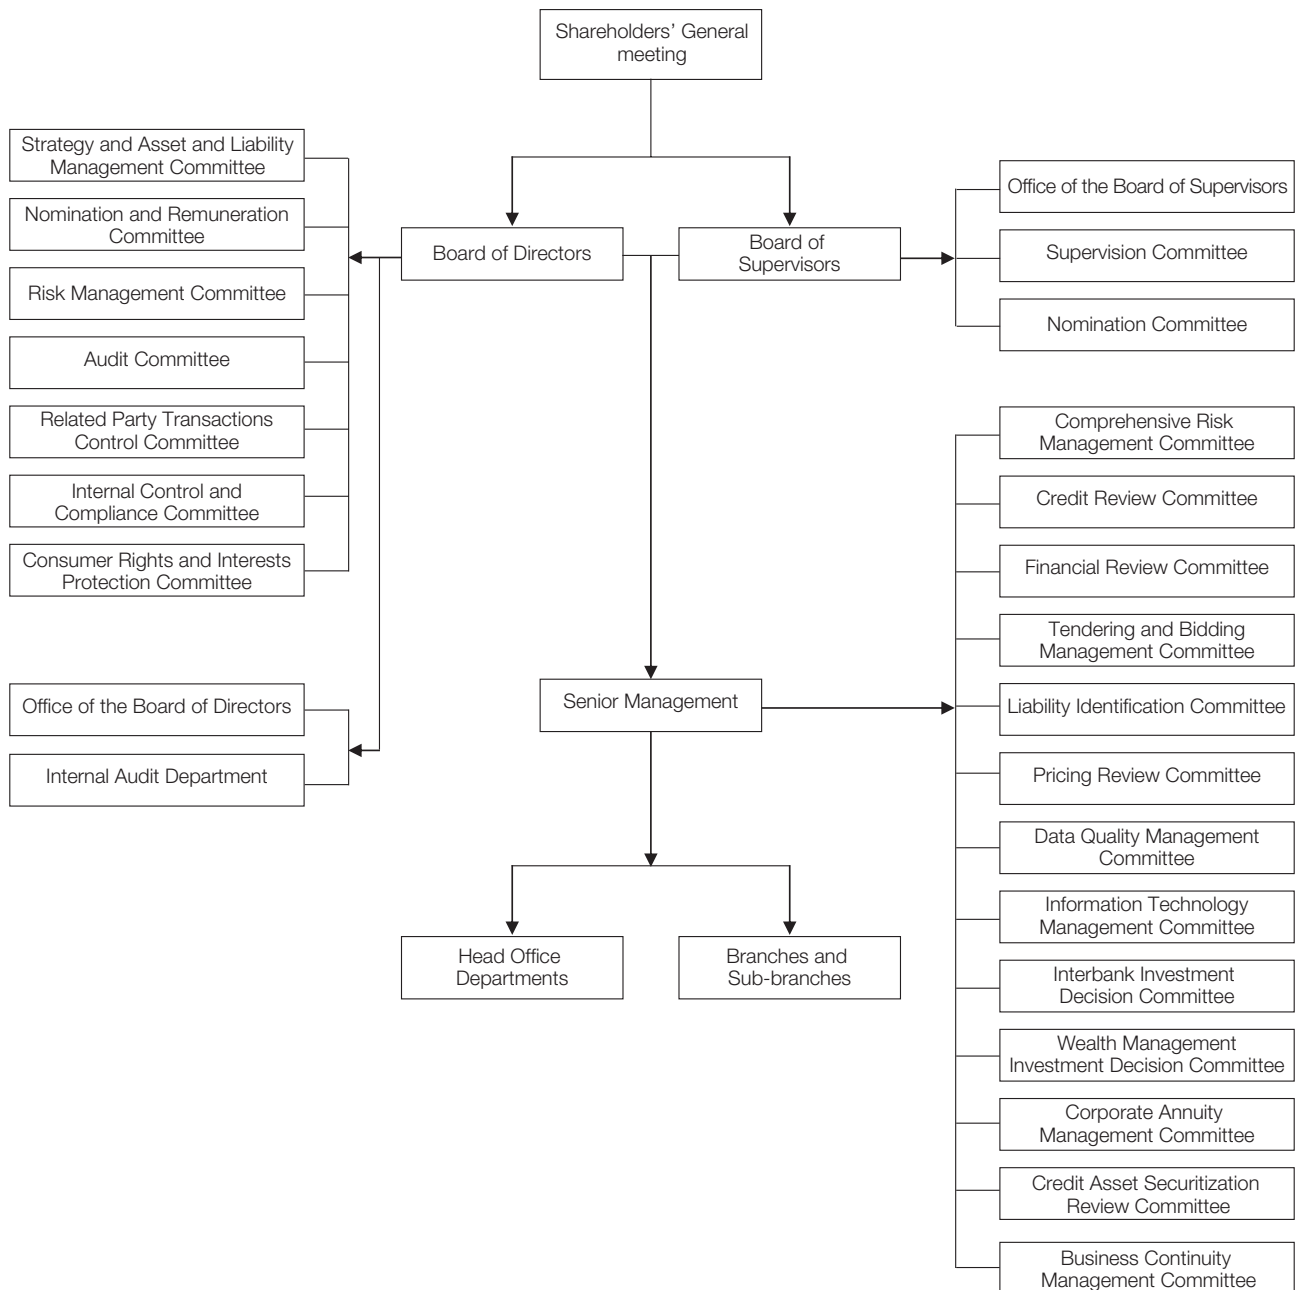 Shareholders' General
meeting
Strategy and Asset and Liability
Management Committee
Nomination and Remuneration
Committee
Risk Management Committee
Audit Committee
Related Party Transactions
Control Committee
Internal Control and
Compliance Committee
Consumer Rights and Interests
Protection Committee
Office of the Board of Directors
Internal Audit Department
Board of Directors
Board of
Supervisors
Office of the Board of Supervisors
Supervision Committee
Nomination Committee
Senior Management
Head Office
Departments
Branches and
Sub-branches
Comprehensive Risk
Management Committee
Credit Review Committee
Financial Review Committee
Tendering and Bidding
Management Committee
Liability Identification Committee
Pricing Review Committee
Data Quality Management
Committee
Information Technology
Management Committee
Interbank Investment
Decision Committee
Wealth Management
Investment Decision Committee
Corporate Annuity
Management Committee
Credit Asset Securitization
Review Committee
Business Continuity
Management Committee